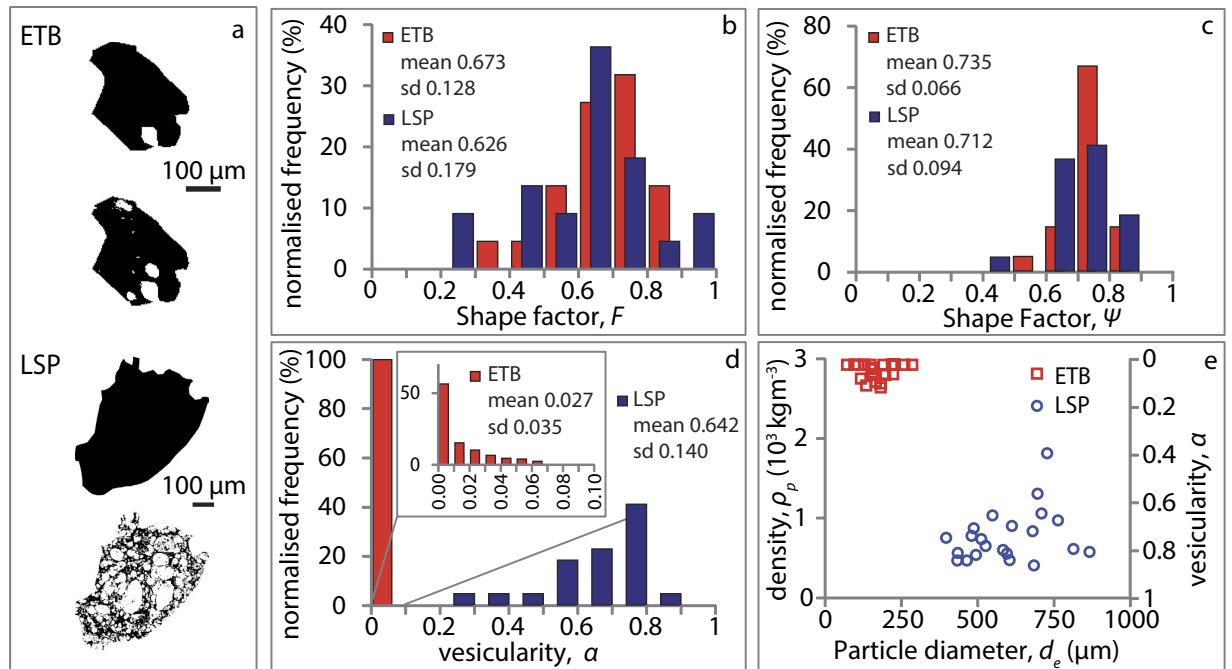 ETB
a
100 µm
LSP
100 µm
b
normalised frequency (%)
40
30
20
10
0
ETB
mean 0.673
sd 0.128
LSP
mean 0.626
sd 0.179
0 0.2 0.4 0.6 0.8 1
Shape factor, F
c
normalised frequency (%)
80
60
40
20
0
ETB
mean 0.735
sd 0.066
LSP
mean 0.712
sd 0.094
0 0.2 0.4 0.6 0.8 1
Shape Factor, Ψ
d
normalised frequency (%)
100
80
60
40
20
0
50
0
ETB
mean 0.027
sd 0.035
0.00 0.02 0.04 0.06 0.08 0.10
LSP
mean 0.642
sd 0.140
0 0.2 0.4 0.6 0.8 1
vesicularity, α
e
density, ρp (10³ kgm⁻³)
3
2
1
0
ETB
LSP
0
0.2
0.4
0.6
0.8
1
vesicularity, α
0 250 500 750 1000
Particle diameter, de (µm)